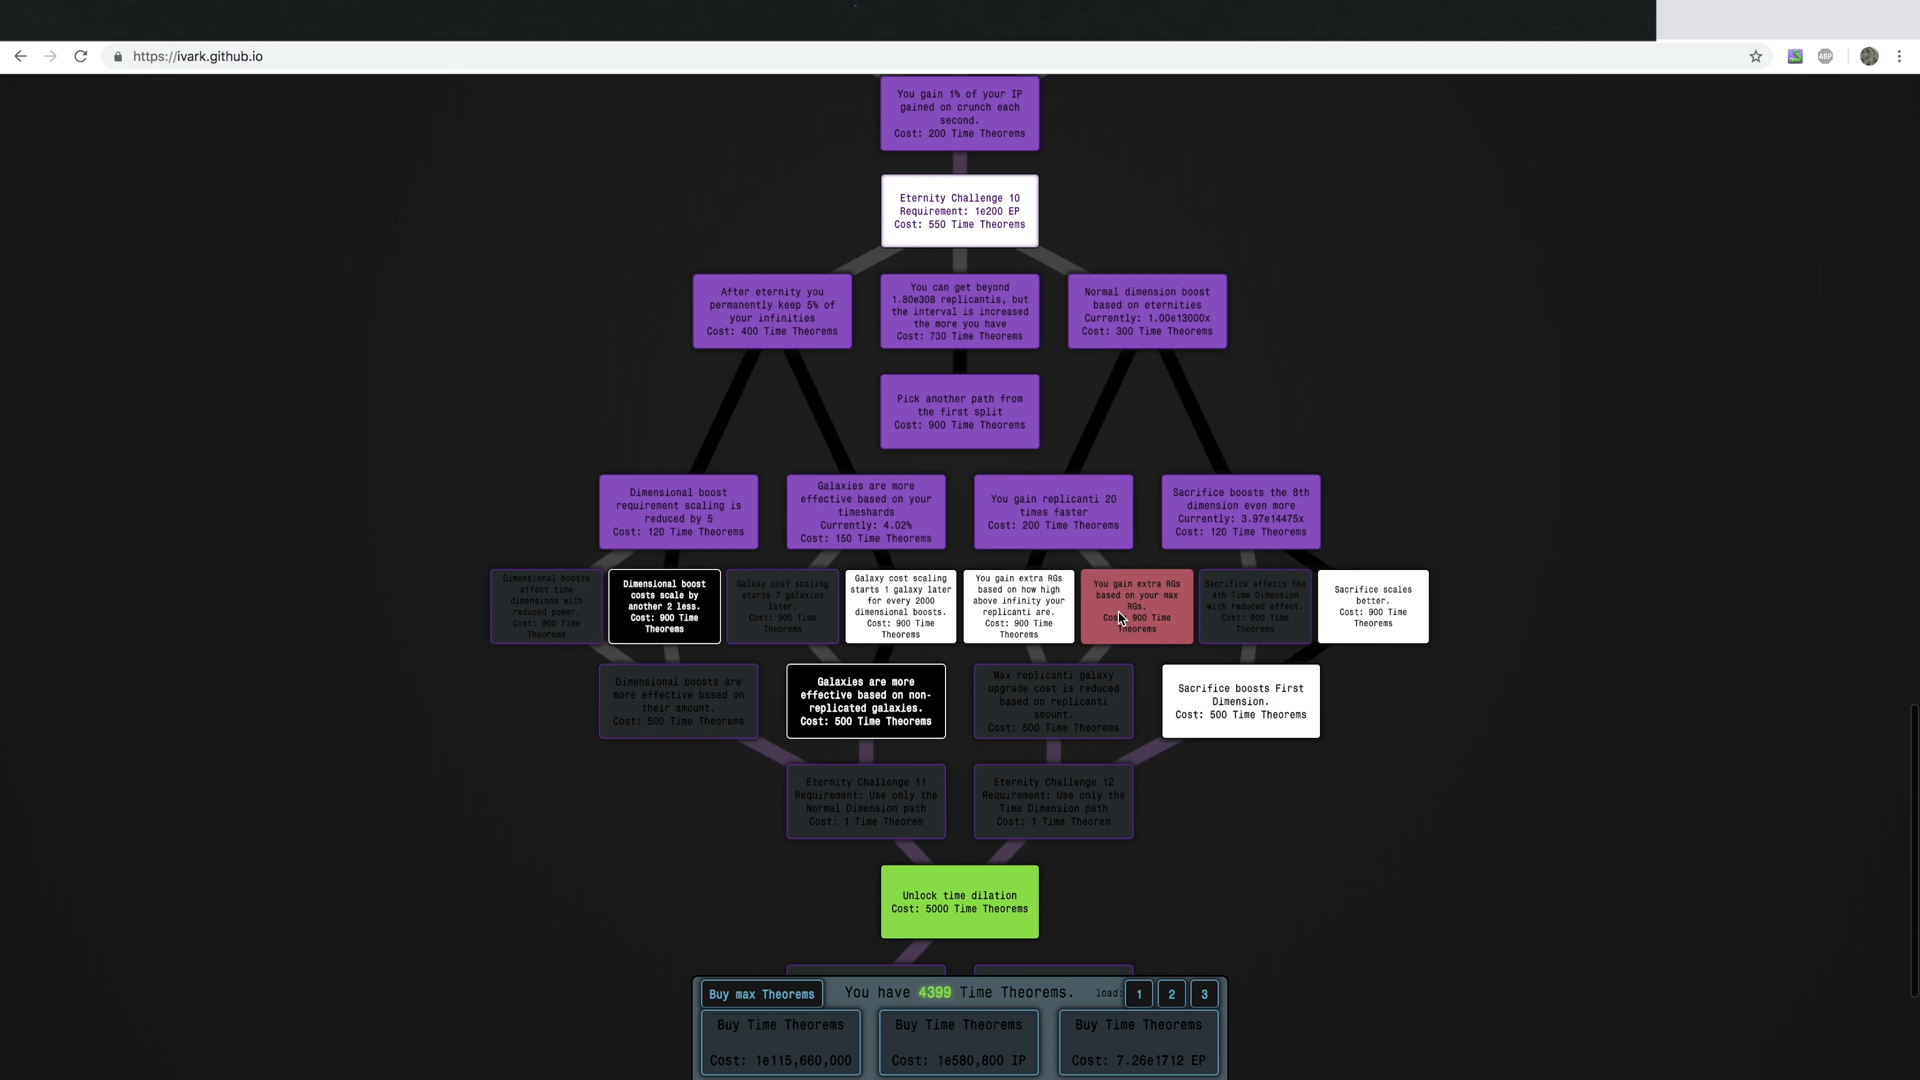 https://ivark.github.io
ABP
You gain 1% of your IP
gained on crunch each
second.
Cost: 200 Time Theorems
Eternity Challenge 10
Requirement: 1e200 EP
Cost: 550 Time Theorems
After eternity you
permanently keep 5% of
your infinities
Cost: 400 Time Theorems
You can get beyond
1.80e308 replicantis, but
the interval is increased
the more you have
Cost: 730 Time Theorems
Normal dimension boost
based on eternities
Currently: 1.00e13000x
Cost: 300 Time Theorems
Pick another path from
the first split
Cost: 900 Time Theorems
Dimensional boost
requirement scaling is
reduced by 5
Cost: 120 Time Theorems
Galaxies are more
effective based on your
timeshards
Currently: 4.02%
Cost: 150 Time Theorems
You gain replicanti 20
times faster
Cost: 200 Time Theorems
Sacrifice boosts the 8th
dimension even more
Currently: 3.97e14475x
Cost: 120 Time Theorems
Dimensional boosts
affect time
dimensions with
reduced power.
Cost: 900 Time
Theorems
Dimensional boost
costs scale by
another 2 less.
Cost: 900 Time
Theorems
Galaxy cost scaling
starts 7 galaxies
later.
Cost: 900 Time
Theorems
Galaxy cost scaling
starts 1 galaxy later
for every 2000
dimensional boosts.
Cost: 900 Time
Theorems
You gain extra RGs
based on how high
above infinity your
replicanti are.
Cost: 900 Time
Theorems
You gain extra RGs
based on your max
RGs.
Cost: 900 Time
Theorems
Sacrifice affects the
4th Time Dimension
with reduced effect.
Cost: 900 Time
Theorems
Sacrifice scales
better.
Cost: 900 Time
Theorems
Dimensional boosts are
more effective based on
their amount.
Cost: 500 Time Theorems
Galaxies are more
effective based on non-
replicated galaxies.
Cost: 500 Time Theorems
Max replicanti galaxy
upgrade cost is reduced
based on replicanti
amount.
Cost: 500 Time Theorems
Sacrifice boosts First
Dimension.
Cost: 500 Time Theorems
Eternity Challenge 11
Requirement: Use only the
Normal Dimension path
Cost: 1 Time Theorem
Eternity Challenge 12
Requirement: Use only the
Time Dimension path
Cost: 1 Time Theorem
Unlock time dilation
Cost: 5000 Time Theorems
Buy max Theorems
You have 4399 Time Theorems.
load: 1 2 3
Buy Time Theorems
Cost: 1e115,660,000
Buy Time Theorems
Cost: 1e580,800 IP
Buy Time Theorems
Cost: 7.26e1712 EP